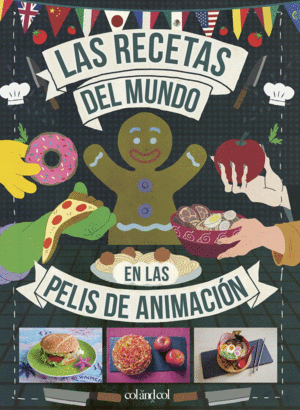 LAS RECETAS
DEL MUNDO
EN LAS
PELIS DE ANIMACIÓN
col&col